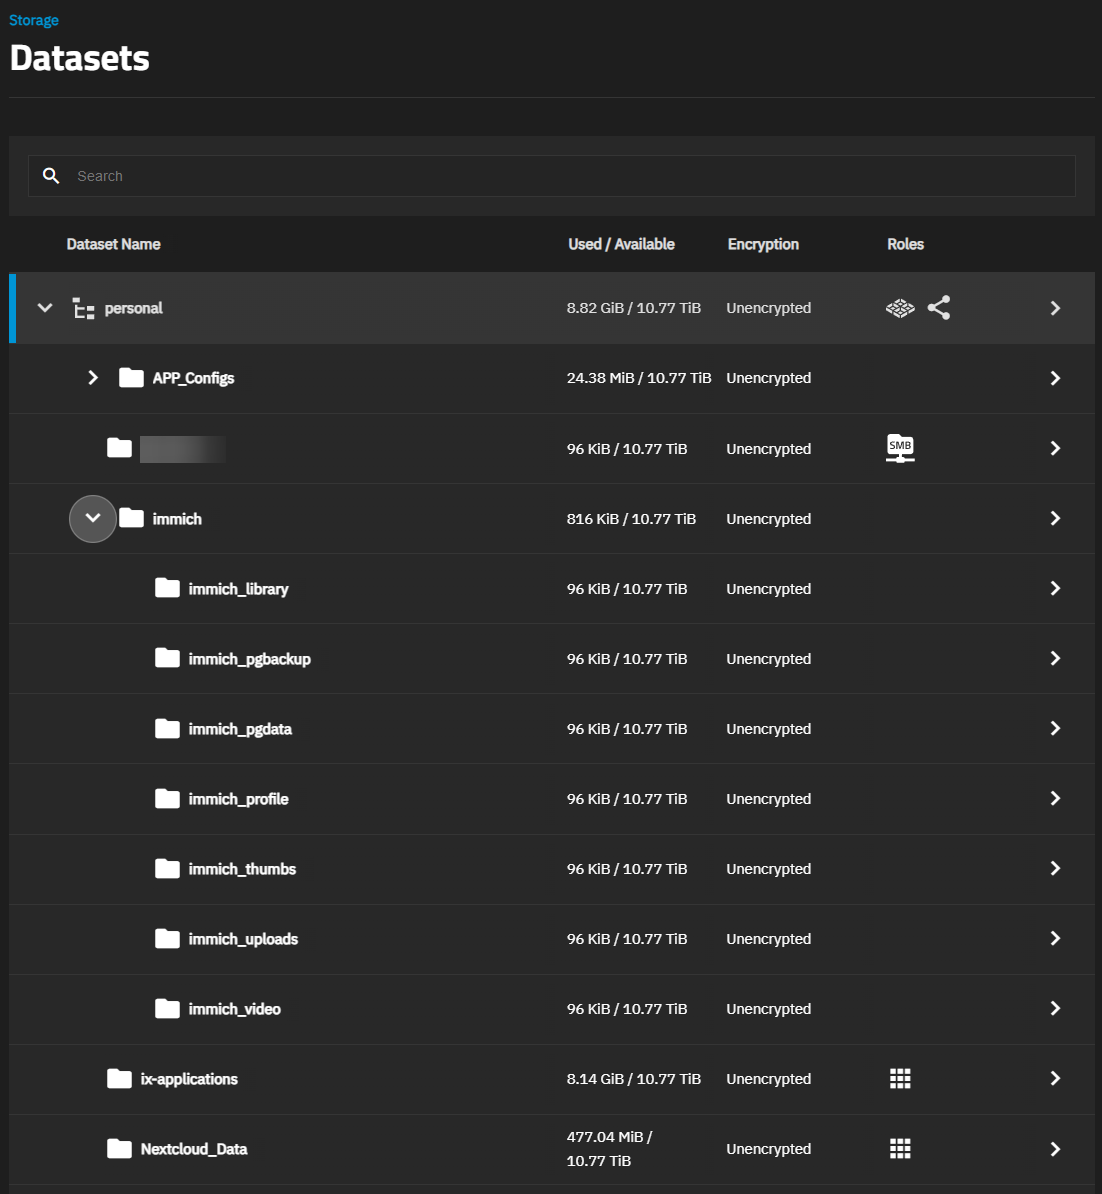 Storage
Datasets
Search
Dataset Name Used / Available Encryption Roles
personal 8.82 GiB / 10.77 TiB Unencrypted
APP_Configs 24.38 MiB / 10.77 TiB Unencrypted
96 KiB / 10.77 TiB Unencrypted SMB
immich 816 KiB / 10.77 TiB Unencrypted
immich_library 96 KiB / 10.77 TiB Unencrypted
immich_pgbackup 96 KiB / 10.77 TiB Unencrypted
immich_pgdata 96 KiB / 10.77 TiB Unencrypted
immich_profile 96 KiB / 10.77 TiB Unencrypted
immich_thumbs 96 KiB / 10.77 TiB Unencrypted
immich_uploads 96 KiB / 10.77 TiB Unencrypted
immich_video 96 KiB / 10.77 TiB Unencrypted
ix-applications 8.14 GiB / 10.77 TiB Unencrypted
Nextcloud_Data 477.04 MiB / 10.77 TiB Unencrypted